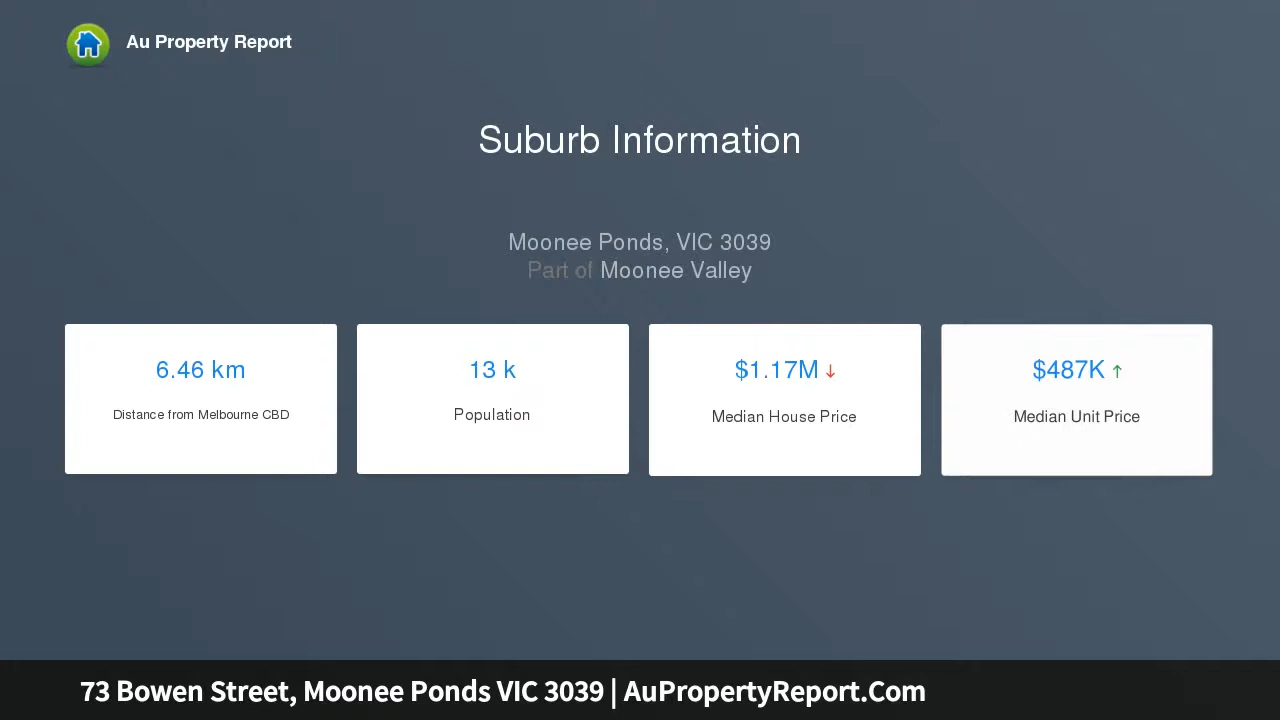 Au Property Report
Suburb Information
Moonee Ponds, VIC 3039
Part of Moonee Valley
6.46 km
Distance from Melbourne CBD
13 k
Population
$1.17M ↓
Median House Price
$487K ↑
Median Unit Price
73 Bowen Street, Moonee Ponds VIC 3039 | AuPropertyReport.Com